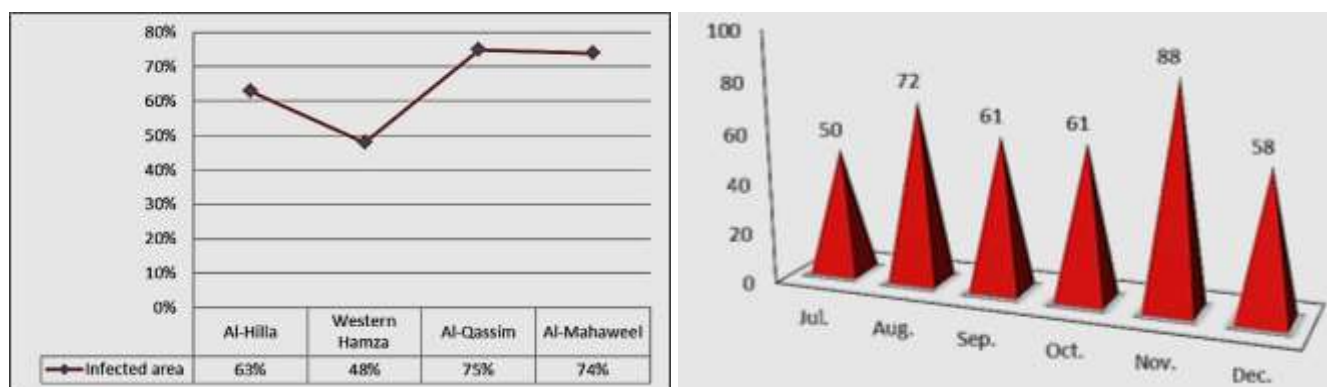 80%
70%
60%
50%
40%
30%
20%
10%
0%
Al-Hilla
Western
Hamza
Al-Qassim
Al-Mahaweel
Infected area 63% 48% 75% 74%
100
80
60
40
20
0
50
72
61
61
88
58
Jul.
Aug.
Sep.
Oct.
Nov.
Dec.